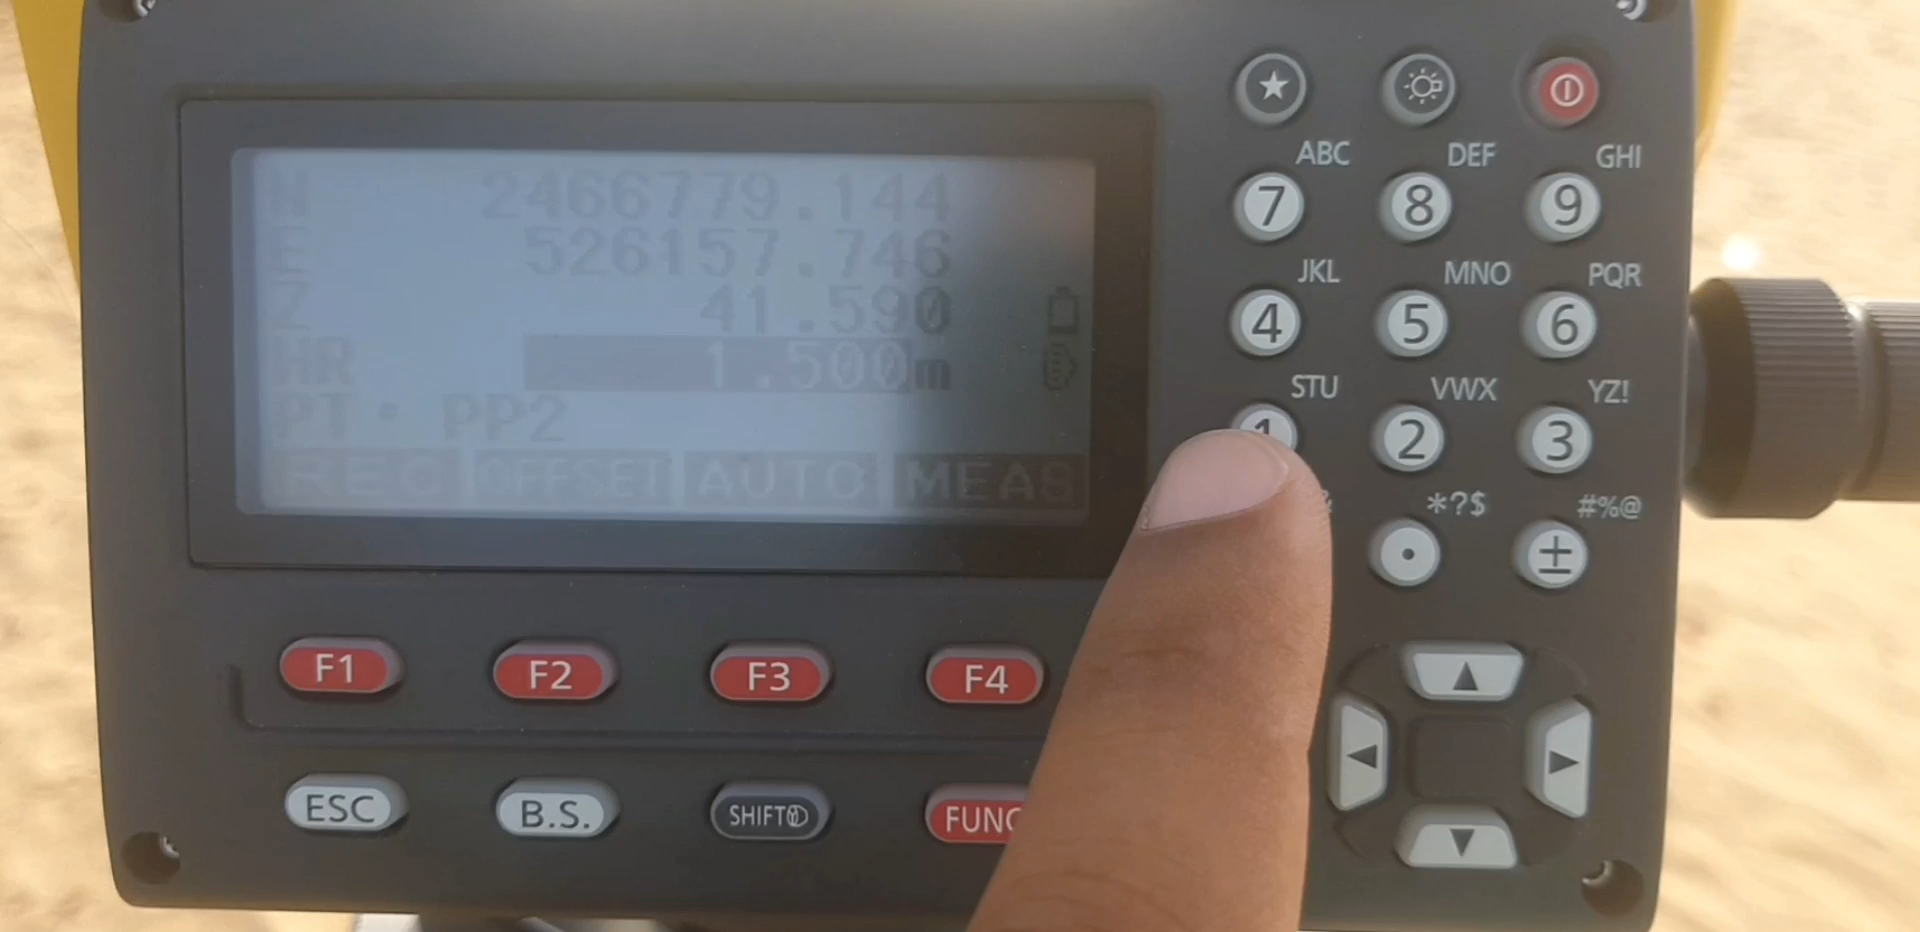 N 2466779.144
E 526157.746
Z 41.590
HR 1.500m
PT· PP2
REC OFFSET AUTO MEAS
ABC DEF GHI
7 8 9
JKL MNO PQR
4 5 6
STU VWX YZ!
1 2 3
*?$ #%@
. ±
F1 F2 F3 F4
ESC B.S. SHIFT FUNC